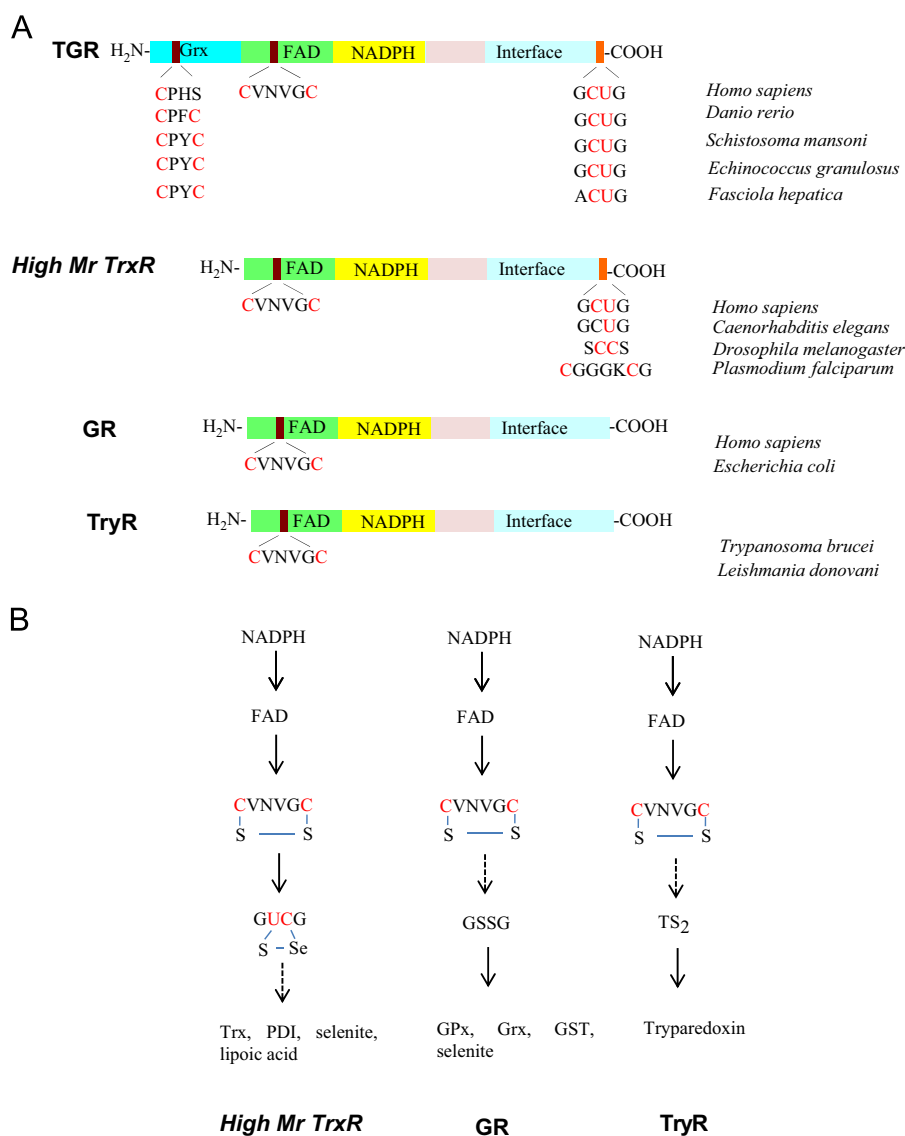 A
TGR H2N- Grx FAD NADPH Interface -COOH
CPHS CVNVGC GCUG Homo sapiens
CPFC GCUG Danio rerio
CPYC GCUG Schistosoma mansoni
CPYC GCUG Echinococcus granulosus
CPYC ACUG Fasciola hepatica
High Mr TrxR H2N- FAD NADPH Interface -COOH
CVNVGC GCUG Homo sapiens
GCUG Caenorhabditis elegans
SCCS Drosophila melanogaster
CGGGKCG Plasmodium falciparum
GR H2N- FAD NADPH Interface -COOH
CVNVGC Homo sapiens
Escherichia coli
TryR H2N- FAD NADPH Interface -COOH
CVNVGC Trypanosoma brucei
Leishmania donovani
B
NADPH NADPH NADPH
FAD FAD FAD
CVNVGC CVNVGC CVNVGC
S S S S S S
GUCG GSSG TS2
S Se
Trx, PDI, selenite, GPx, Grx, GST, Tryparedoxin
lipoic acid selenite
High Mr TrxR GR TryR